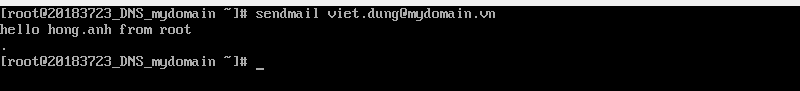 [root@20183723_DNS_mydomain ~]# sendmail viet.dung@mydomain.vn
hello hong.anh from root
.
[root@20183723_DNS_mydomain ~]# _